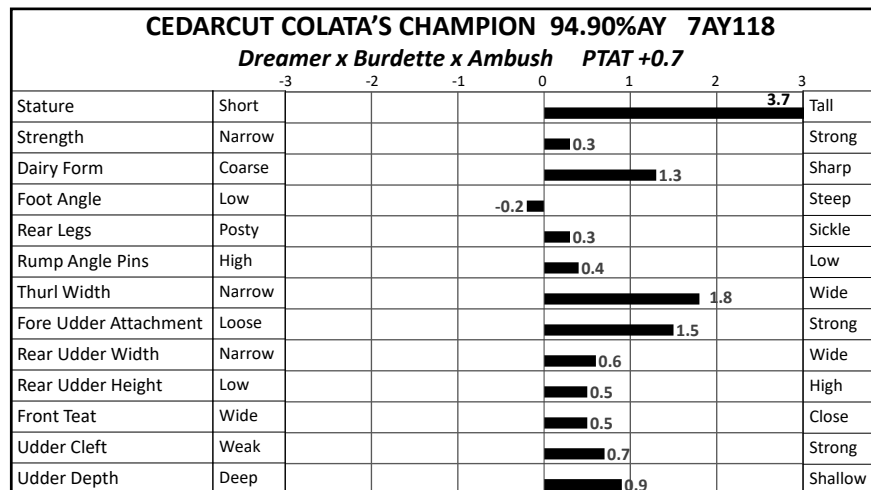 CEDARCUT COLATA’S CHAMPION 94.90%AY 7AY118
Dreamer x Burdette x Ambush PTAT +0.7
-3 -2 -1 0 1 2 3
Stature Short 3.7 Tall
Strength Narrow 0.3 Strong
Dairy Form Coarse 1.3 Sharp
Foot Angle Low -0.2 Steep
Rear Legs Posty 0.3 Sickle
Rump Angle Pins High 0.4 Low
Thurl Width Narrow 1.8 Wide
Fore Udder Attachment Loose 1.5 Strong
Rear Udder Width Narrow 0.6 Wide
Rear Udder Height Low 0.5 High
Front Teat Wide 0.5 Close
Udder Cleft Weak 0.7 Strong
Udder Depth Deep 0.9 Shallow